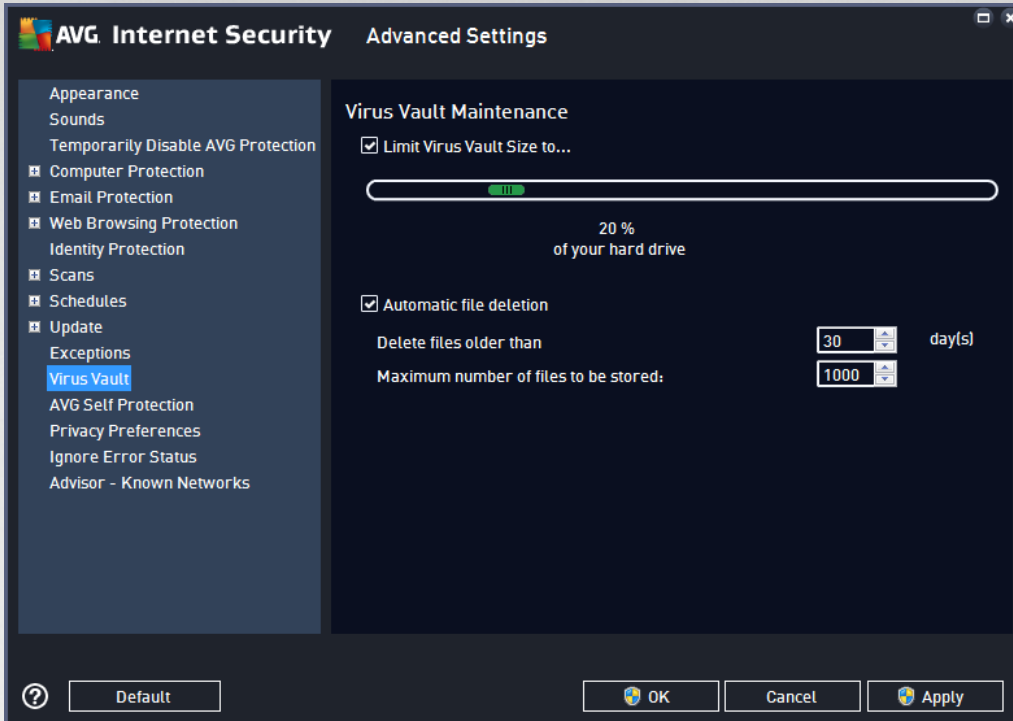 AVG. Internet Security Advanced Settings
Appearance
Sounds
Temporarily Disable AVG Protection
Computer Protection
Email Protection
Web Browsing Protection
Identity Protection
Scans
Schedules
Update
Exceptions
Virus Vault
AVG Self Protection
Privacy Preferences
Ignore Error Status
Advisor - Known Networks
Virus Vault Maintenance
Limit Virus Vault Size to...
20 %
of your hard drive
Automatic file deletion
Delete files older than 30 day(s)
Maximum number of files to be stored: 1000
? Default OK Cancel Apply